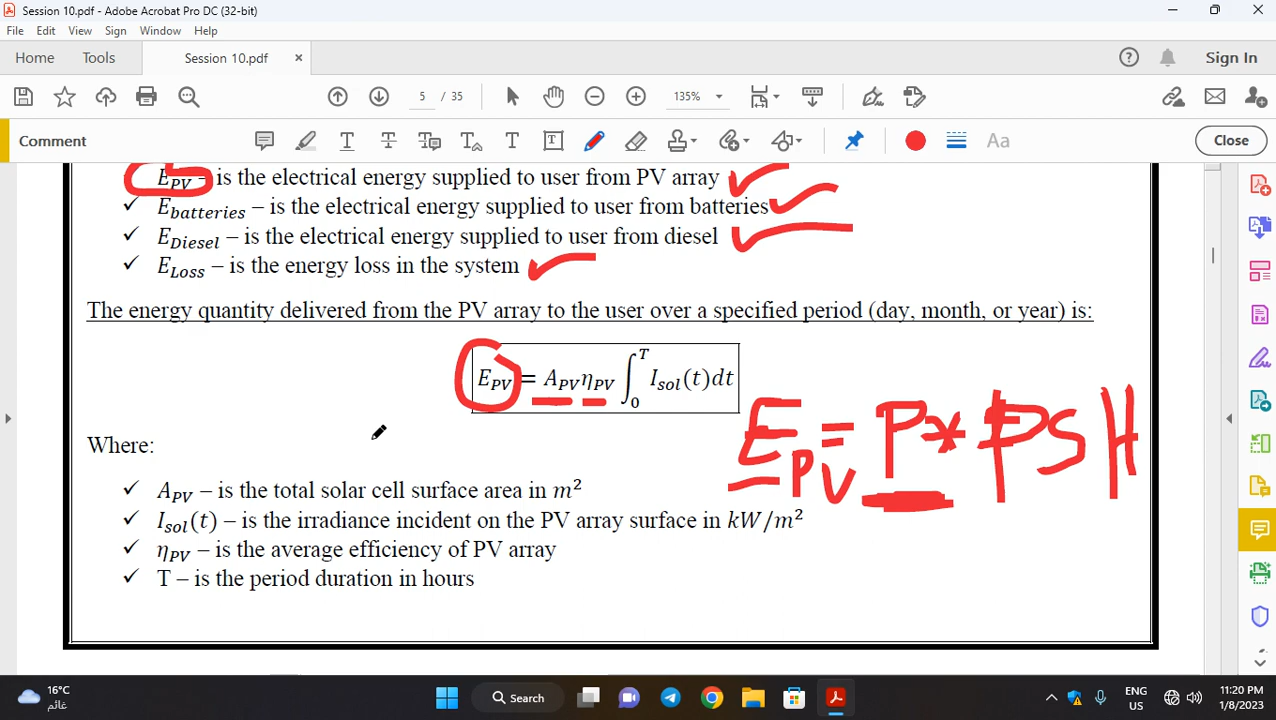 Session 10.pdf - Adobe Acrobat Pro DC (32-bit)
File Edit View Sign Window Help
Home Tools Session 10.pdf × Sign In
5 / 35 135%
Comment Aa Close
E_PV – is the electrical energy supplied to user from PV array
✓ E_batteries – is the electrical energy supplied to user from batteries
✓ E_Diesel – is the electrical energy supplied to user from diesel
✓ E_Loss – is the energy loss in the system
The energy quantity delivered from the PV array to the user over a specified period (day, month, or year) is:
E_PV = A_PV η_PV ∫_0^T I_sol(t)dt
E_PV = P * PSH
Where:
✓ A_PV – is the total solar cell surface area in m²
✓ I_sol(t) – is the irradiance incident on the PV array surface in kW/m²
✓ η_PV – is the average efficiency of PV array
✓ T – is the period duration in hours
16°C
غائم
Search
ENG
US
11:20 PM
1/8/2023